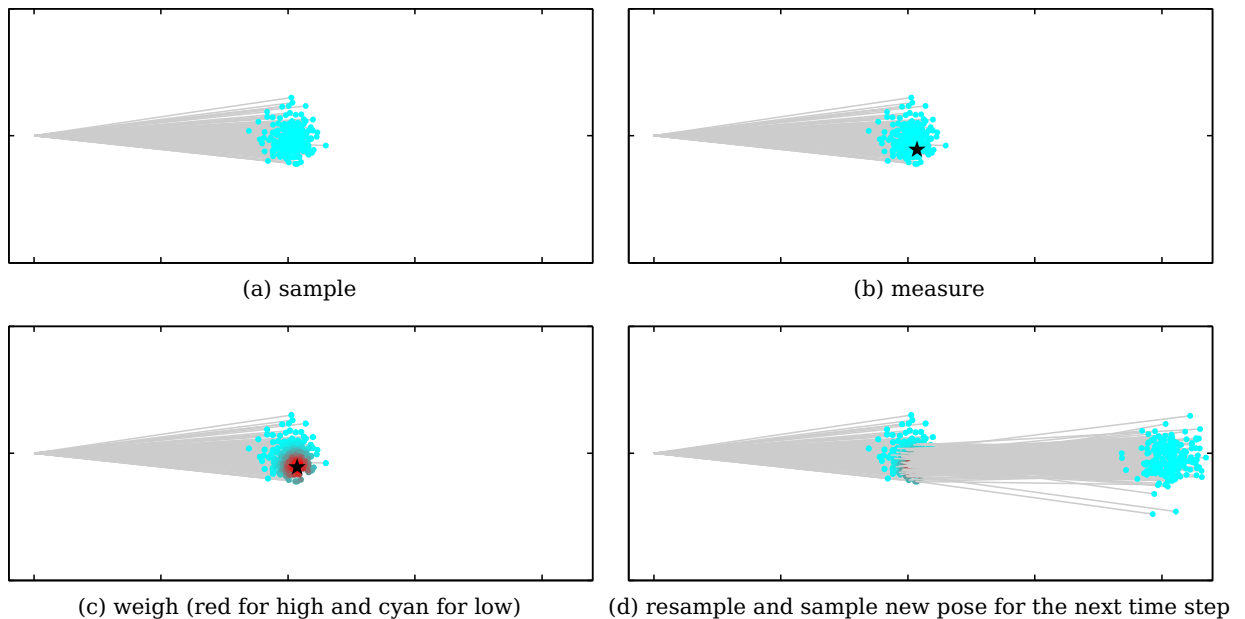 (a) sample
(b) measure
(c) weigh (red for high and cyan for low)
(d) resample and sample new pose for the next time step